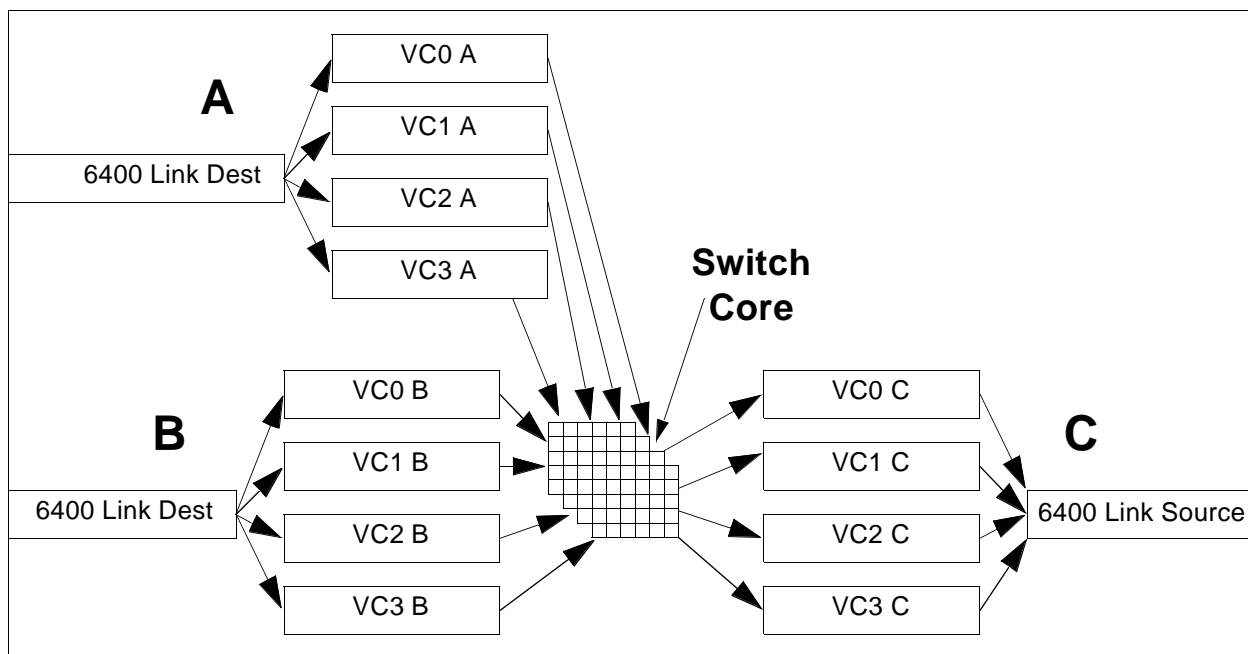 A
6400 Link Dest
VC0 A
VC1 A
VC2 A
VC3 A
Switch
Core
B
6400 Link Dest
VC0 B
VC1 B
VC2 B
VC3 B
VC0 C
VC1 C
VC2 C
VC3 C
C
6400 Link Source